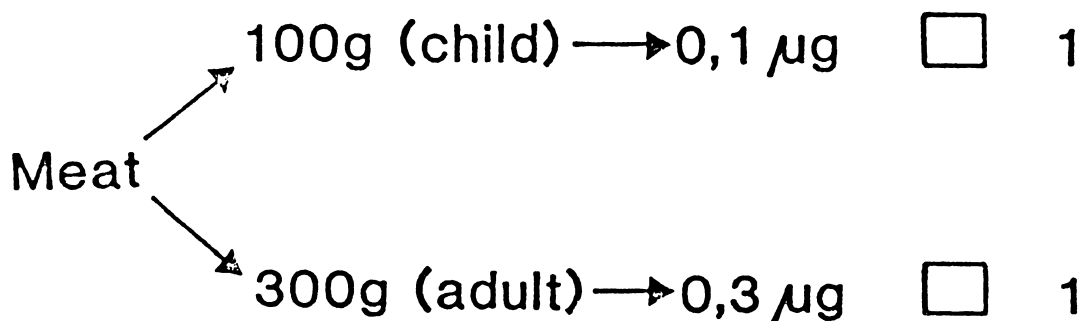 100g (child) → 0,1 µg □ 1
Meat
300g (adult) → 0,3 µg □ 1